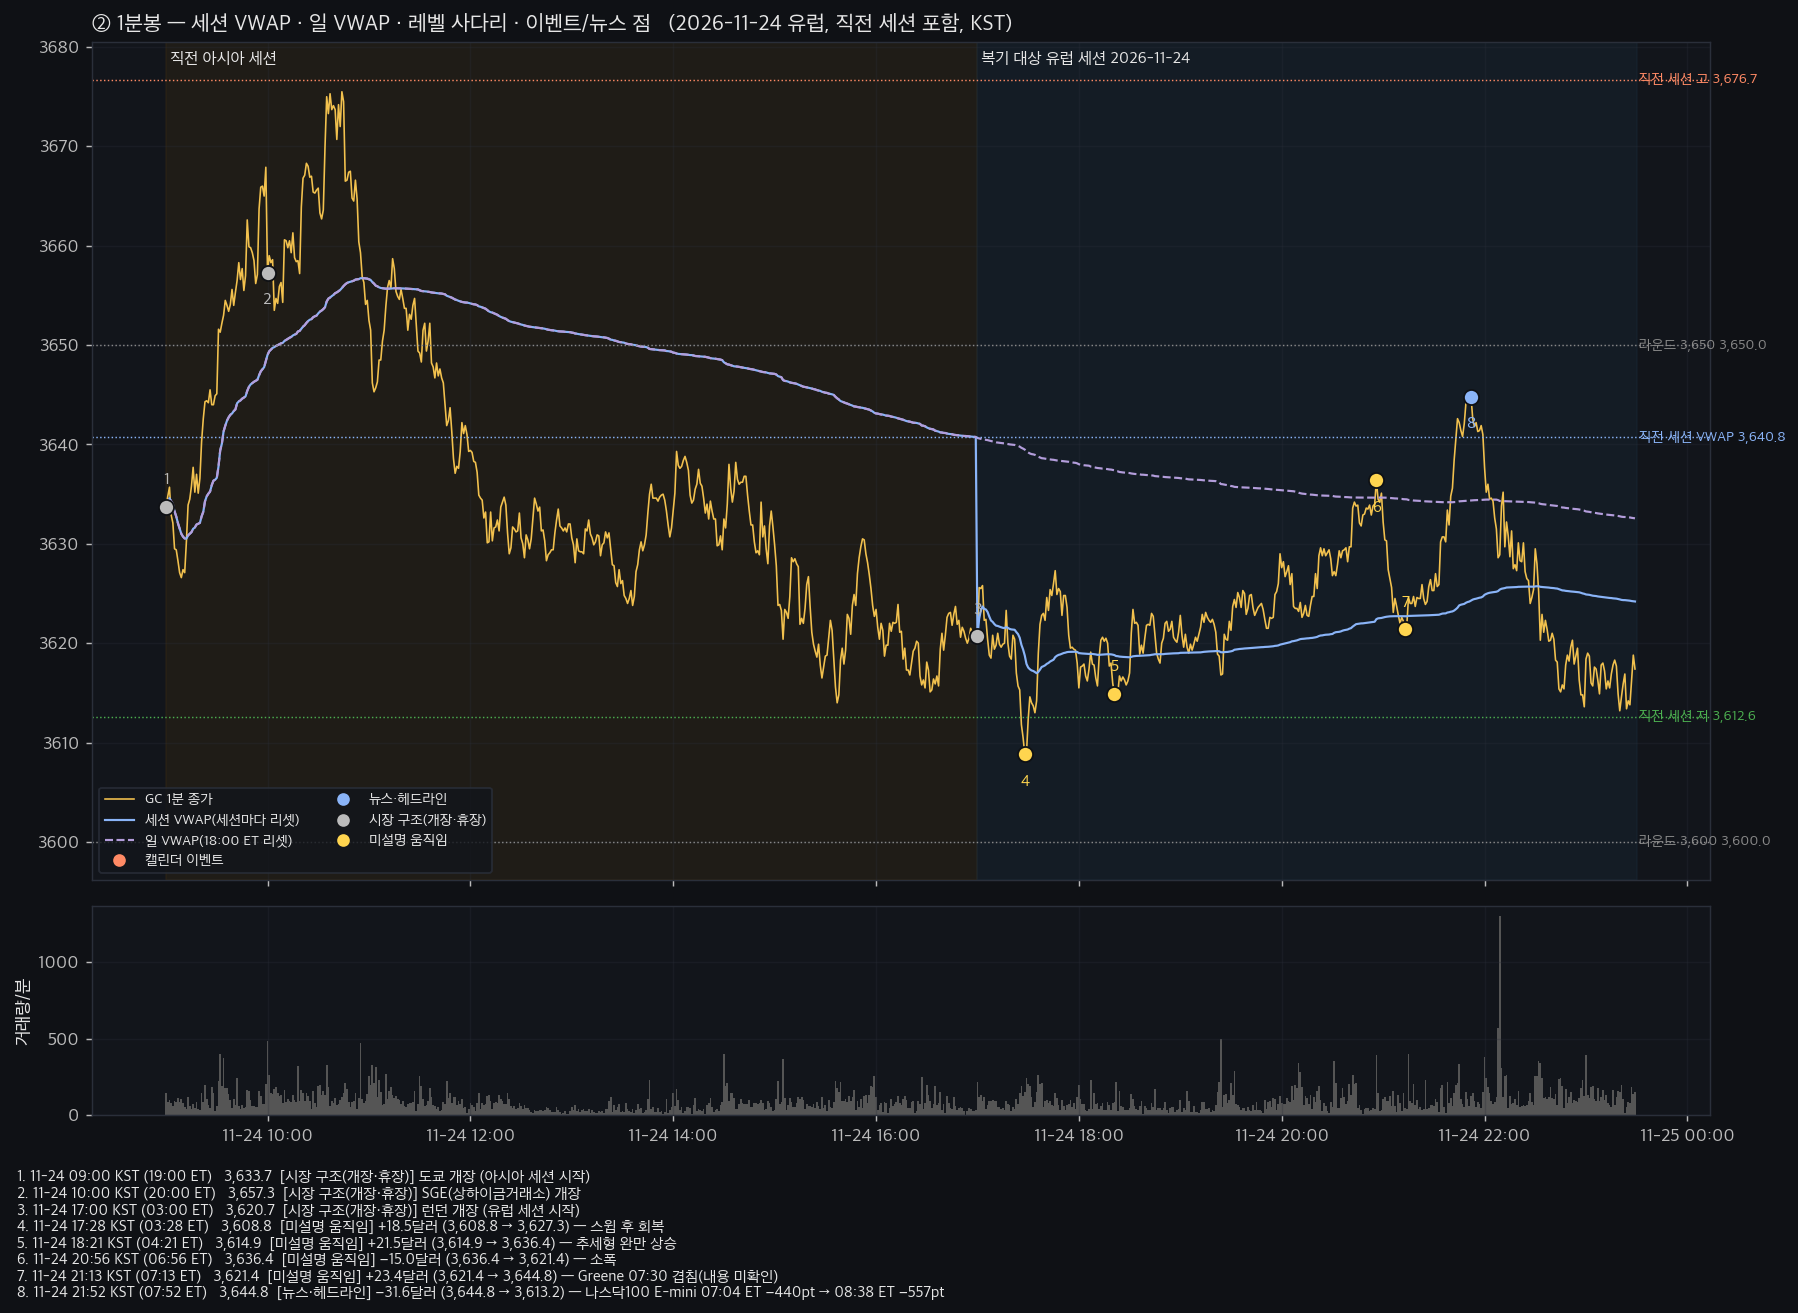 ② 1분봉 — 세션 VWAP · 일 VWAP · 레벨 사다리 · 이벤트/뉴스 점 (2026-11-24 유럽, 직전 세션 포함, KST)
직전 아시아 세션
복기 대상 유럽 세션 2026-11-24
3680
3670
3660
3650
3640
3630
3620
3610
3600
직전 세션 고 3,676.7
라운드 3,650 3,650.0
직전 세션 VWAP 3,640.8
직전 세션 저 3,612.6
라운드 3,600 3,600.0
1
2
3
4
5
6
7
8
GC 1분 종가
세션 VWAP(세션마다 리셋)
일 VWAP(18:00 ET 리셋)
캘린더 이벤트
뉴스·헤드라인
시장 구조(개장·휴장)
미설명 움직임
거래량/분
1000
500
0
11-24 10:00
11-24 12:00
11-24 14:00
11-24 16:00
11-24 18:00
11-24 20:00
11-24 22:00
11-25 00:00
1. 11-24 09:00 KST (19:00 ET) 3,633.7 [시장 구조(개장·휴장)] 도쿄 개장 (아시아 세션 시작)
2. 11-24 10:00 KST (20:00 ET) 3,657.3 [시장 구조(개장·휴장)] SGE(상하이금거래소) 개장
3. 11-24 17:00 KST (03:00 ET) 3,620.7 [시장 구조(개장·휴장)] 런던 개장 (유럽 세션 시작)
4. 11-24 17:28 KST (03:28 ET) 3,608.8 [미설명 움직임] +18.5달러 (3,608.8 → 3,627.3) — 스윕 후 회복
5. 11-24 18:21 KST (04:21 ET) 3,614.9 [미설명 움직임] +21.5달러 (3,614.9 → 3,636.4) — 추세형 완만 상승
6. 11-24 20:56 KST (06:56 ET) 3,636.4 [미설명 움직임] −15.0달러 (3,636.4 → 3,621.4) — 소폭
7. 11-24 21:13 KST (07:13 ET) 3,621.4 [미설명 움직임] +23.4달러 (3,621.4 → 3,644.8) — Greene 07:30 겹침(내용 미확인)
8. 11-24 21:52 KST (07:52 ET) 3,644.8 [뉴스·헤드라인] −31.6달러 (3,644.8 → 3,613.2) — 나스닥100 E-mini 07:04 ET −440pt → 08:38 ET −557pt